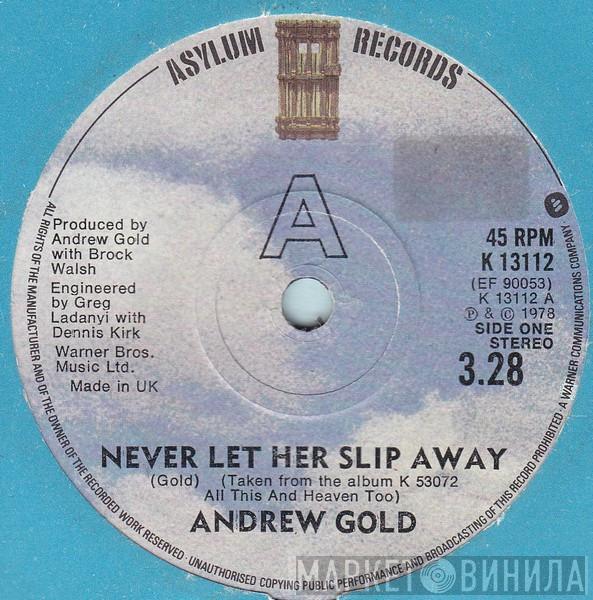 ASYLUM RECORDS
A
Produced by
Andrew Gold
with Brock
Walsh
Engineered
by Greg
Ladanyi with
Dennis Kirk
Warner Bros.
Music Ltd.
Made in UK
45 RPM
K 13112
(EF 90053)
K 13112 A
℗ & © 1978
SIDE ONE
STEREO
3.28
NEVER LET HER SLIP AWAY
(Gold) (Taken from the album K 53072
All This And Heaven Too)
ANDREW GOLD
ALL RIGHTS OF THE MANUFACTURER AND OF THE OWNER OF THE RECORDED WORK RESERVED · UNAUTHORISED COPYING PUBLIC PERFORMANCE AND BROADCASTING OF THIS RECORD PROHIBITED · A WARNER COMMUNICATIONS COMPANY
МАРКЕТ ВИНИЛА